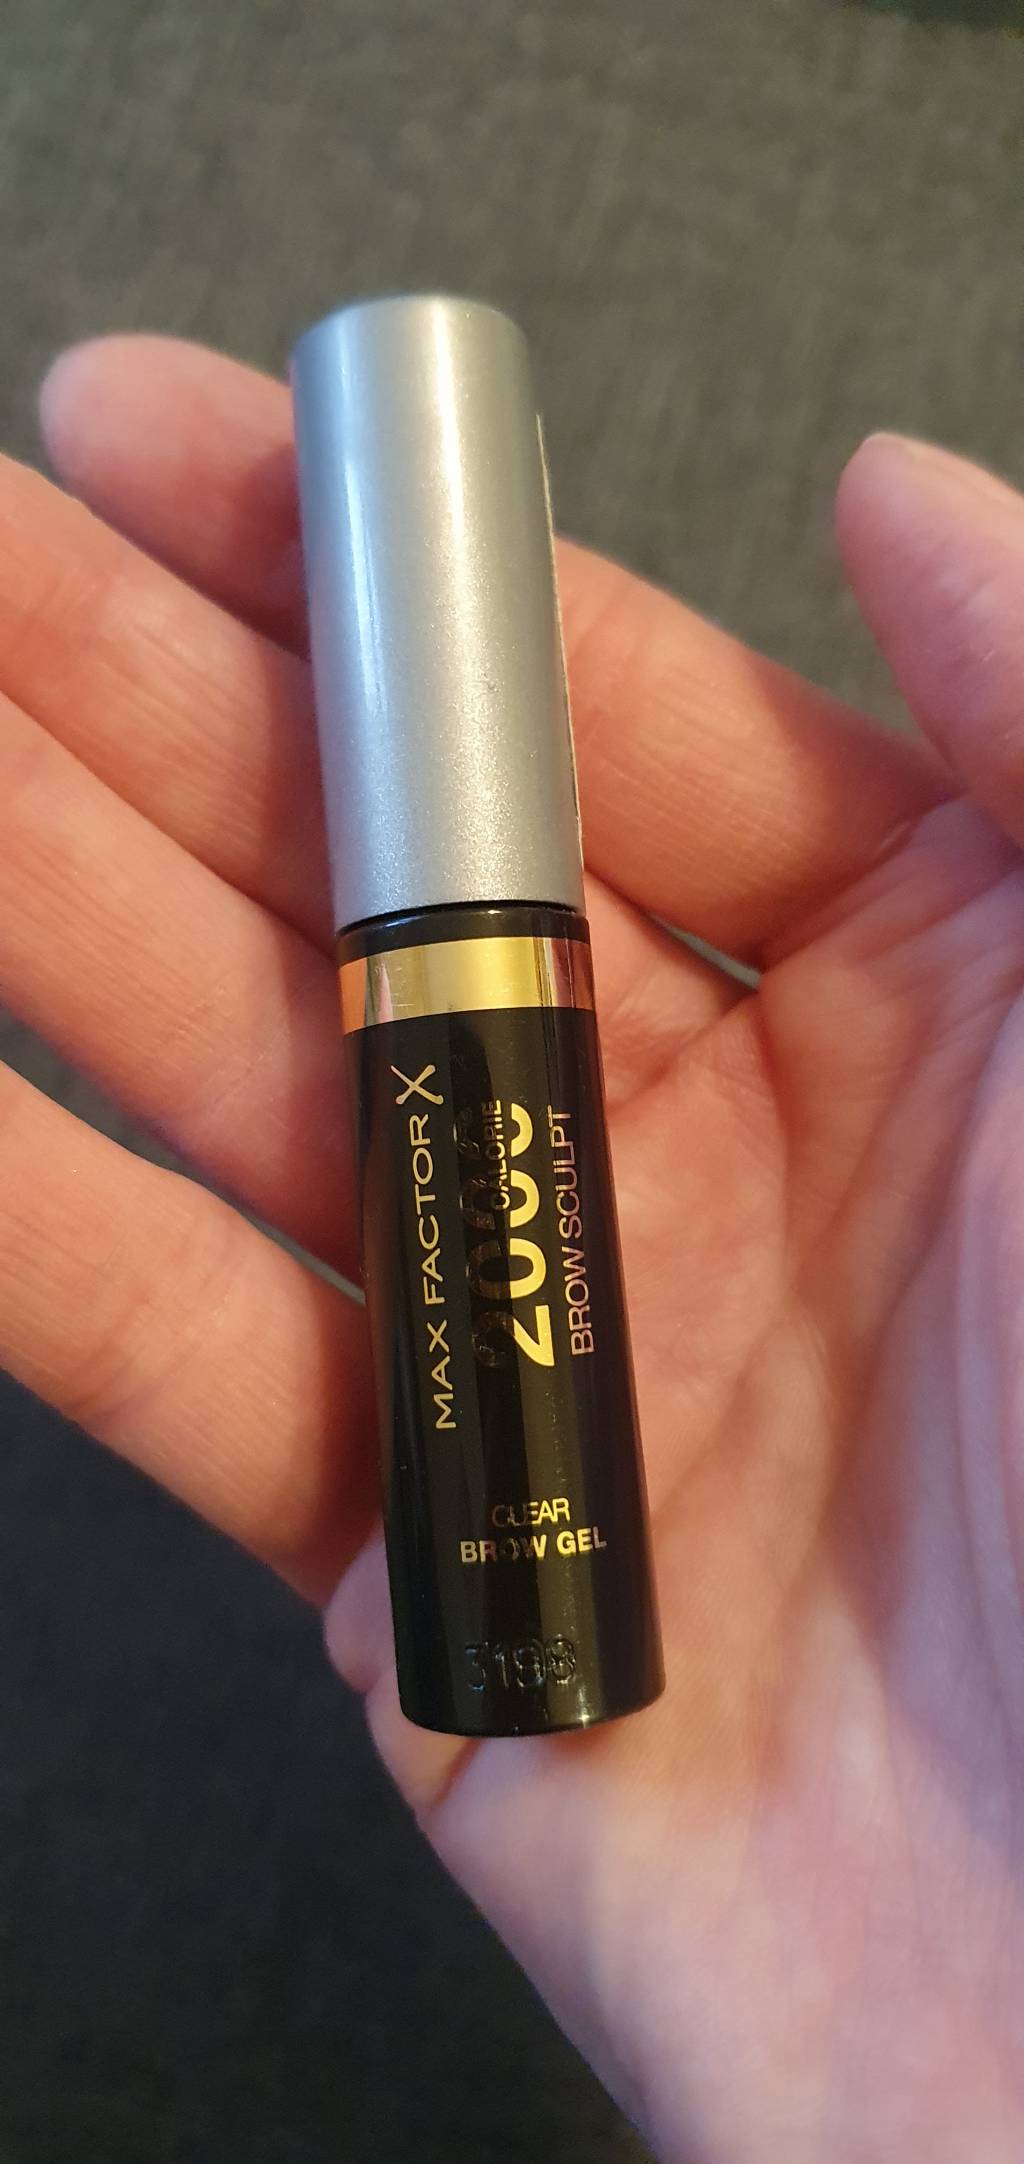 MAX FACTOR X
2000
CALORIE
BROW SCULPT
CLEAR
BROW GEL
3188